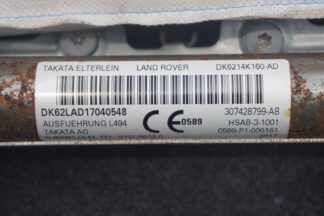 TAKATA ELTERLEIN LAND ROVER DK6214K160-AD
DK62LAD17040548 307428799-AB
AUSFUEHRUNG L494 CE 0589 HSAB-3-1001
TAKATA AG 0589-P1-000161